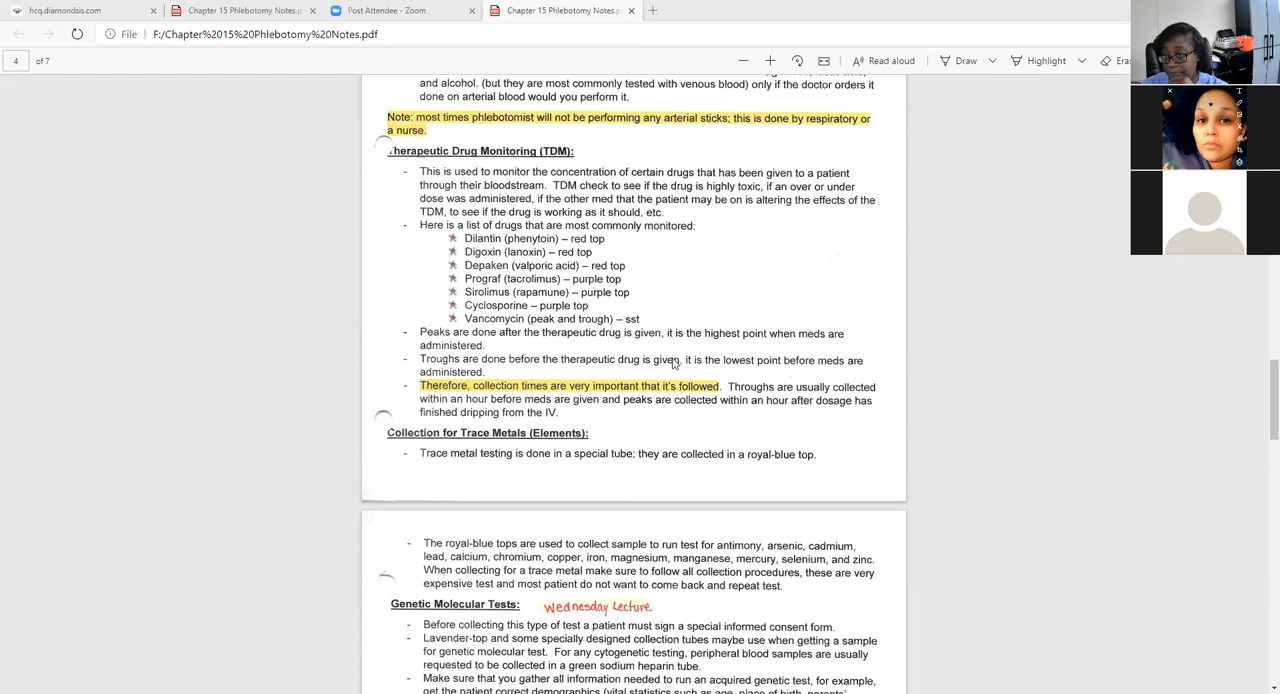 hcq.diamondsis.com
Chapter 15 Phlebotomy Notes.p
Post Attendee - Zoom
Chapter 15 Phlebotomy Notes.p
File F:/Chapter%2015%20Phlebotomy%20Notes.pdf
4 of 7
Read aloud
Draw
Highlight
Eras
and alcohol. (but they are most commonly tested with venous blood) only if the doctor orders it
done on arterial blood would you perform it.
Note: most times phlebotomist will not be performing any arterial sticks; this is done by respiratory or
a nurse.
Therapeutic Drug Monitoring (TDM):
- This is used to monitor the concentration of certain drugs that has been given to a patient
through their bloodstream. TDM check to see if the drug is highly toxic, if an over or under
dose was administered, if the other med that the patient may be on is altering the effects of the
TDM, to see if the drug is working as it should, etc.
- Here is a list of drugs that are most commonly monitored:
Dilantin (phenytoin) – red top
Digoxin (lanoxin) – red top
Depaken (valporic acid) – red top
Prograf (tacrolimus) – purple top
Sirolimus (rapamune) – purple top
Cyclosporine – purple top
Vancomycin (peak and trough) – sst
- Peaks are done after the therapeutic drug is given, it is the highest point when meds are
administered.
- Troughs are done before the therapeutic drug is given, it is the lowest point before meds are
administered.
- Therefore, collection times are very important that it's followed. Throughs are usually collected
within an hour before meds are given and peaks are collected within an hour after dosage has
finished dripping from the IV.
Collection for Trace Metals (Elements):
- Trace metal testing is done in a special tube; they are collected in a royal-blue top.
- The royal-blue tops are used to collect sample to run test for antimony, arsenic, cadmium,
lead, calcium, chromium, copper, iron, magnesium, manganese, mercury, selenium, and zinc.
When collecting for a trace metal make sure to follow all collection procedures, these are very
expensive test and most patient do not want to come back and repeat test.
Genetic Molecular Tests: Wednesday Lecture
- Before collecting this type of test a patient must sign a special informed consent form.
- Lavender-top and some specially designed collection tubes maybe use when getting a sample
for genetic molecular test. For any cytogenetic testing, peripheral blood samples are usually
requested to be collected in a green sodium heparin tube.
- Make sure that you gather all information needed to run an acquired genetic test, for example,
get the patient correct demographics (vital statistics such as age, place of birth, parents'